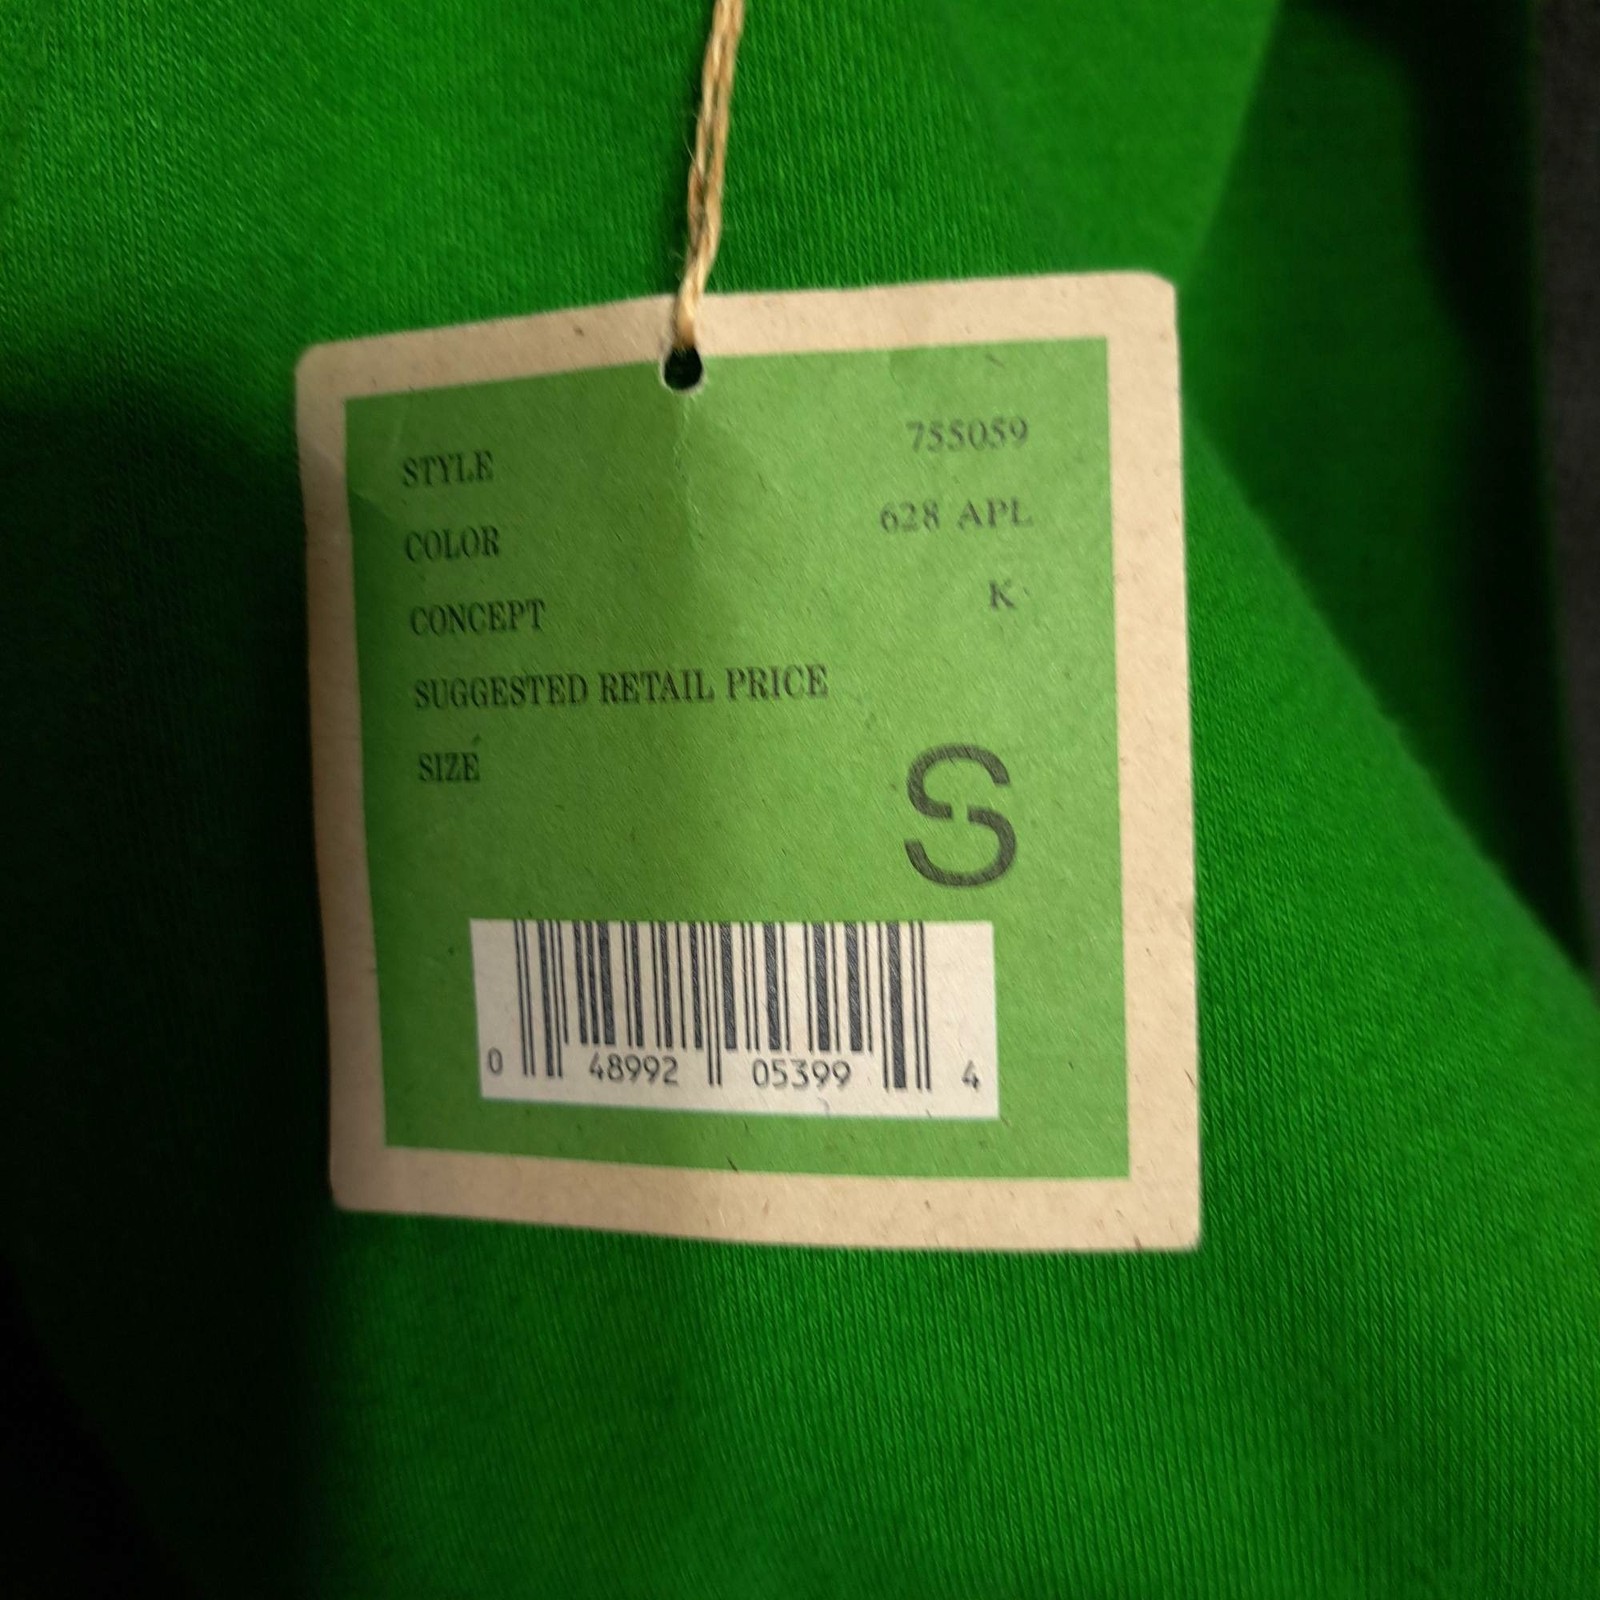 STYLE 755059
COLOR 628 APL
CONCEPT K
SUGGESTED RETAIL PRICE
SIZE S
0 48992 05399 4